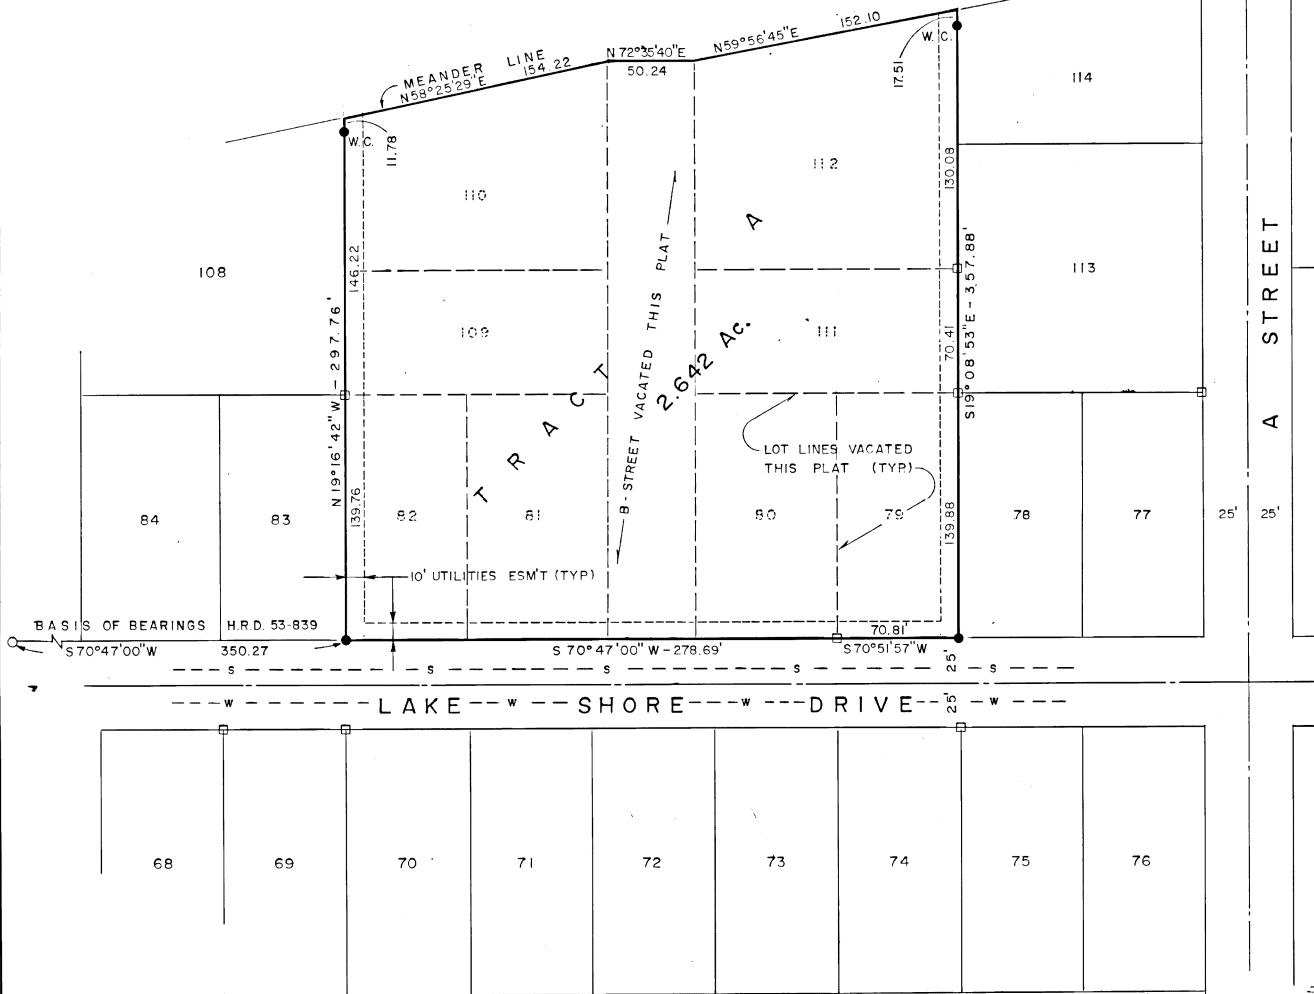 152.10
N59°56'45"E
W.C.
17.51
N 72°35'40"E
50.24
MEANDER LINE
N58°25'29"E 154.22
W.C.
11.78
114
112
130.08
110
A
108
146.22
113
109
111
70.41
S19°08'53"E - 357.88'
N19°16'42"W - 297.76'
B - STREET VACATED THIS PLAT
2.642 Ac.
TRACT
A STREET
LOT LINES VACATED
THIS PLAT (TYP.)
84
83
139.76
82
81
80
79
139.88
78
77
25'
25'
10' UTILITIES ESM'T (TYP)
BASIS OF BEARINGS H.R.D. 53-839
S70°47'00"W 350.27
S 70°47'00" W - 278.69'
70.81'
S70°51'57"W
25'
S S S S S
W LAKE W SHORE W DRIVE W
25'
68
69
70
71
72
73
74
75
76